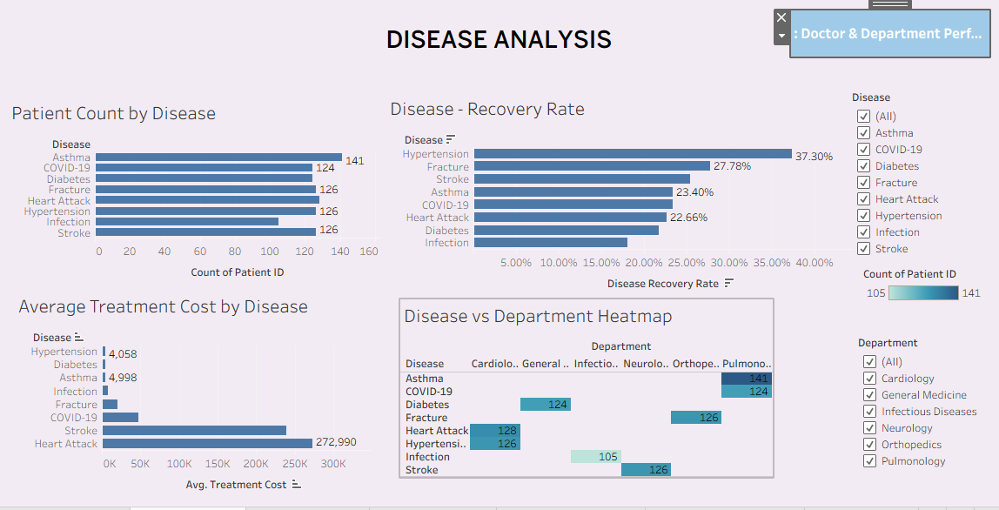 DISEASE ANALYSIS
: Doctor & Department Perf...
Patient Count by Disease
Disease
Asthma
141
COVID-19
124
Diabetes
Fracture
126
Heart Attack
Hypertension
126
Infection
Stroke
126
0 20 40 60 80 100 120 140 160
Count of Patient ID
Disease - Recovery Rate
Disease
Hypertension
37.30%
Fracture
27.78%
Stroke
Asthma
23.40%
COVID-19
Heart Attack
22.66%
Diabetes
Infection
5.00% 10.00% 15.00% 20.00% 25.00% 30.00% 35.00% 40.00%
Disease Recovery Rate
Average Treatment Cost by Disease
Disease
Hypertension
4,058
Diabetes
Asthma
4,998
Infection
Fracture
COVID-19
Stroke
Heart Attack
272,990
0K 50K 100K 150K 200K 250K 300K
Avg. Treatment Cost
Disease vs Department Heatmap
Department
Disease Cardiolo.. General .. Infectio.. Neurolo.. Orthope.. Pulmono..
Asthma 141
COVID-19 124
Diabetes 124
Fracture 126
Heart Attack 128
Hypertensi.. 126
Infection 105
Stroke 126
Disease
(All)
Asthma
COVID-19
Diabetes
Fracture
Heart Attack
Hypertension
Infection
Stroke
Count of Patient ID
105 141
Department
(All)
Cardiology
General Medicine
Infectious Diseases
Neurology
Orthopedics
Pulmonology